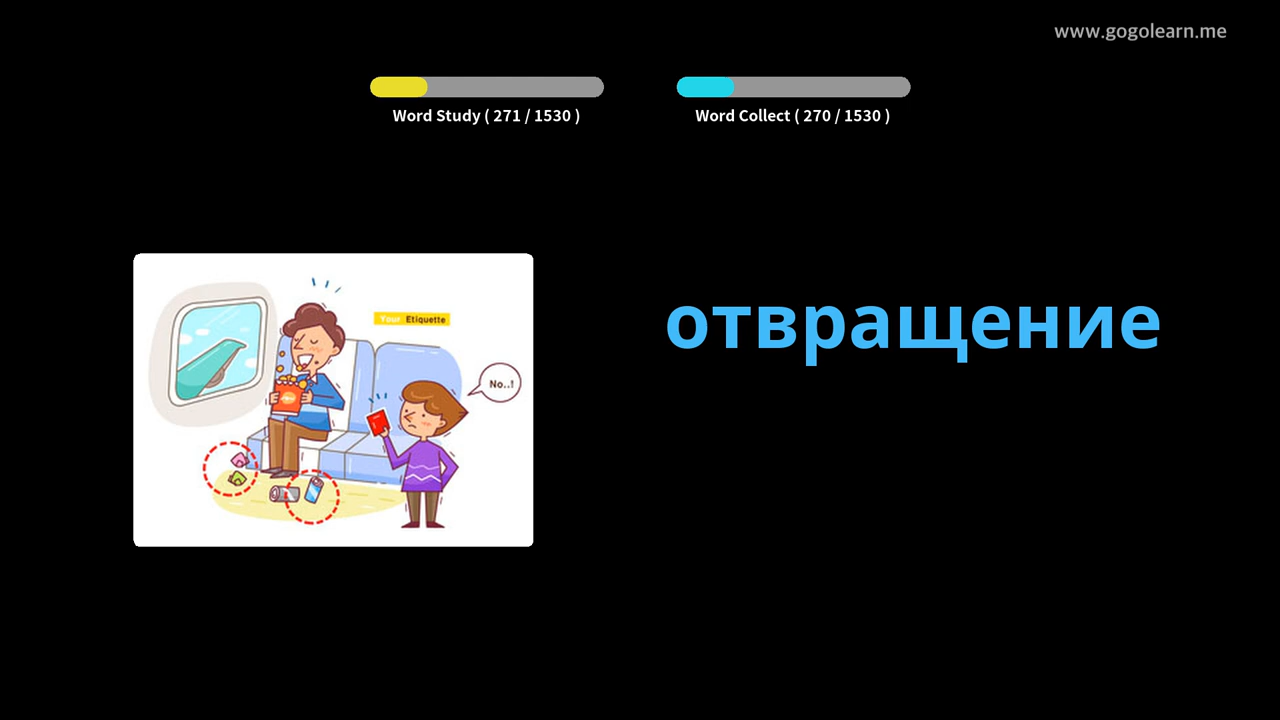 www.gogolearn.me
Word Study ( 271 / 1530 )
Word Collect ( 270 / 1530 )
Your Etiquette
No..!
отвращение